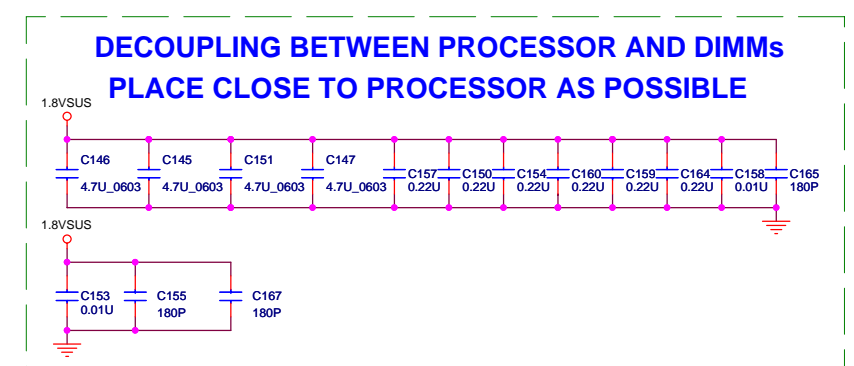 DECOUPLING BETWEEN PROCESSOR AND DIMMs
PLACE CLOSE TO PROCESSOR AS POSSIBLE
1.8VSUS
C146 C145 C151 C147
C157 C150 C154 C160 C159 C164 C158 C165
4.7U_0603 4.7U_0603 4.7U_0603 4.7U_0603 0.22U 0.22U 0.22U 0.22U 0.22U 0.22U 0.01U 180P
1.8VSUS
C153 C155 C167
0.01U 180P 180P